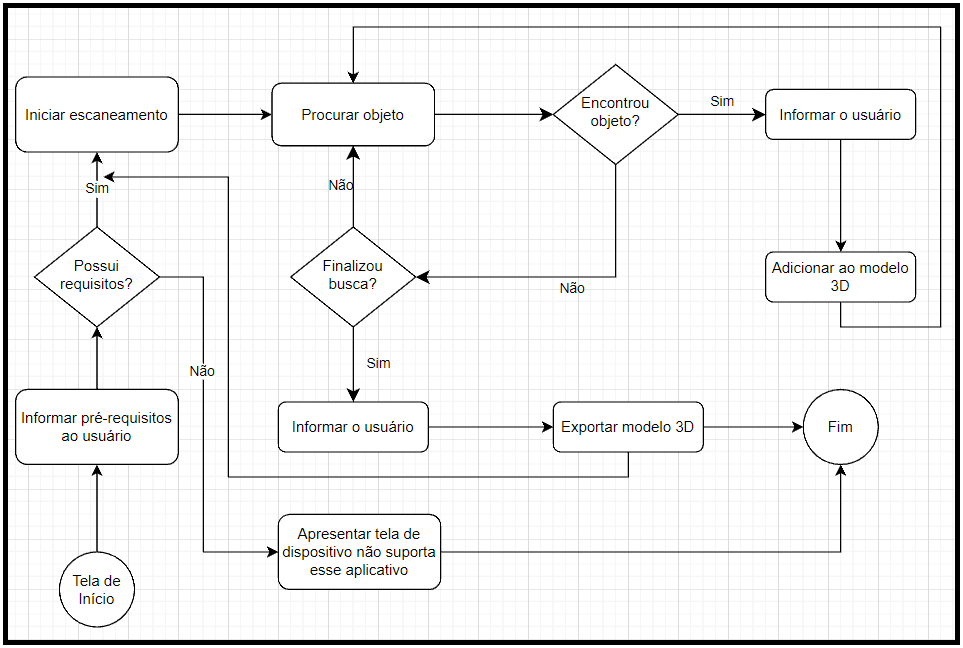 Iniciar escaneamento
Procurar objeto
Encontrou
objeto?
Sim
Informar o usuário
Sim
Não
Possui
requisitos?
Finalizou
busca?
Não
Adicionar ao modelo
3D
Não
Sim
Informar pré-requisitos
ao usuário
Informar o usuário
Exportar modelo 3D
Fim
Apresentar tela de
dispositivo não suporta
esse aplicativo
Tela de
Início